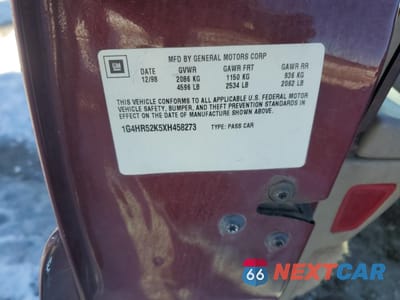 MFD BY GENERAL MOTORS CORP
GM
DATE GVWR GAWR FRT GAWR RR
12/98 2086 KG 1150 KG 936 KG
4596 LB 2534 LB 2062 LB
THIS VEHICLE CONFORMS TO ALL APPLICABLE U.S. FEDERAL MOTOR
VEHICLE SAFETY, BUMPER, AND THEFT PREVENTION STANDARDS IN
EFFECT ON THE DATE OF MANUFACTURE SHOWN ABOVE.
1G4HR52K5XH458273 TYPE: PASS CAR
66 NEXTCAR